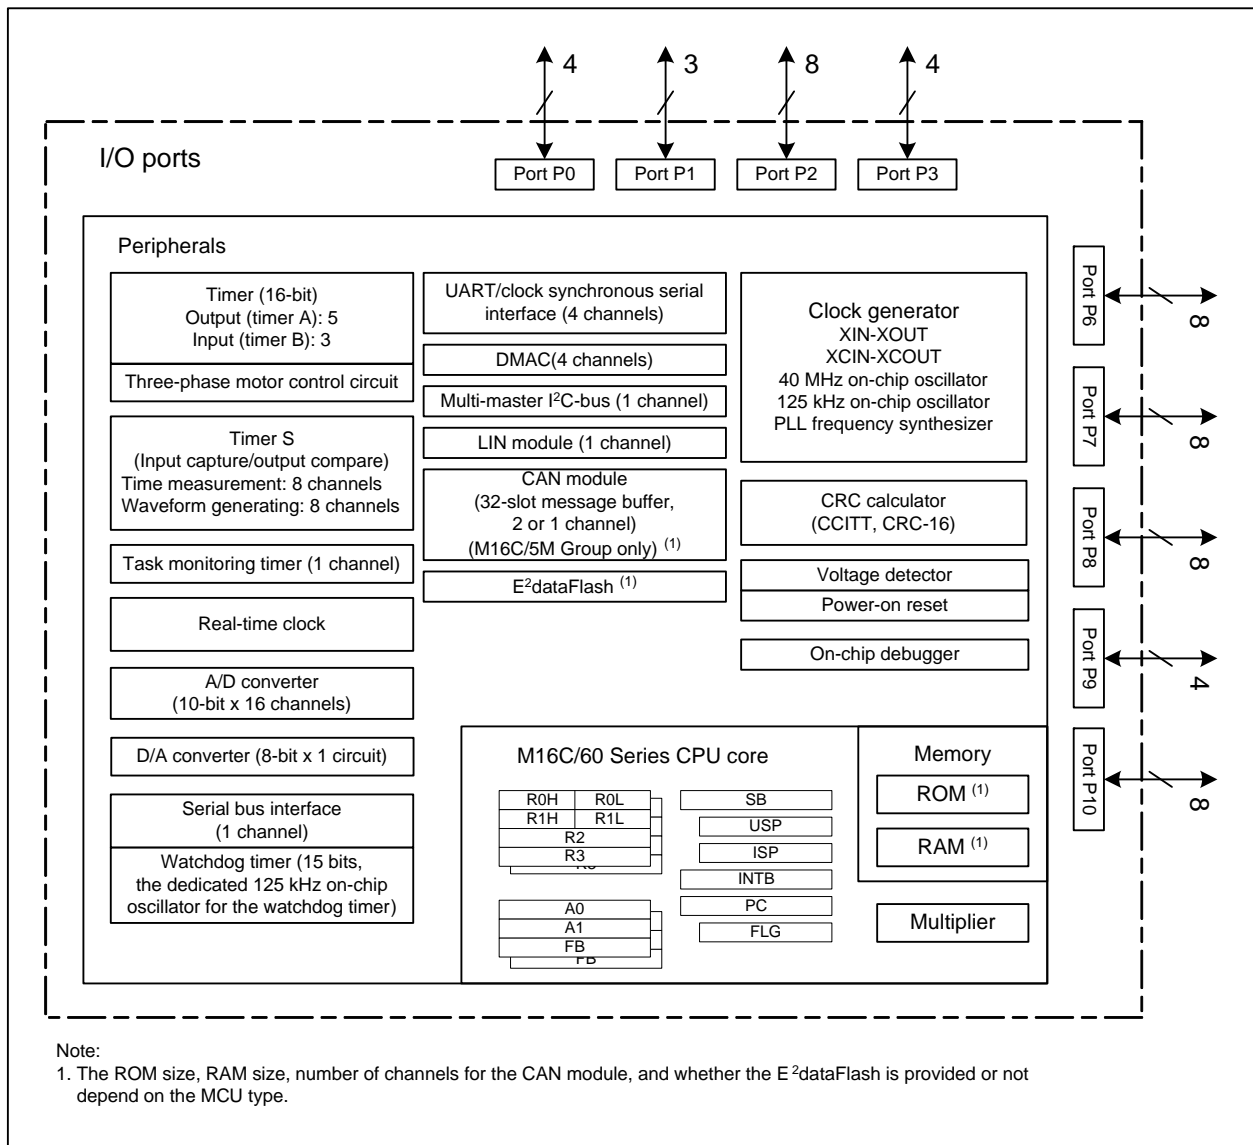 4
3
8
4
I/O ports
Port P0
Port P1
Port P2
Port P3
Peripherals
Timer (16-bit)
Output (timer A): 5
Input (timer B): 3
Three-phase motor control circuit
Timer S
(Input capture/output compare)
Time measurement: 8 channels
Waveform generating: 8 channels
Task monitoring timer (1 channel)
Real-time clock
A/D converter
(10-bit x 16 channels)
D/A converter (8-bit x 1 circuit)
Serial bus interface
(1 channel)
Watchdog timer (15 bits,
the dedicated 125 kHz on-chip
oscillator for the watchdog timer)
UART/clock synchronous serial
interface (4 channels)
DMAC(4 channels)
Multi-master I²C-bus (1 channel)
LIN module (1 channel)
CAN module
(32-slot message buffer,
2 or 1 channel)
(M16C/5M Group only) (1)
E²dataFlash (1)
Clock generator
XIN-XOUT
XCIN-XCOUT
40 MHz on-chip oscillator
125 kHz on-chip oscillator
PLL frequency synthesizer
CRC calculator
(CCITT, CRC-16)
Voltage detector
Power-on reset
On-chip debugger
Port P6
8
Port P7
8
Port P8
8
Port P9
4
Port P10
8
M16C/60 Series CPU core
R0H
R0L
R1H
R1L
R2
R3
R3
A0
A1
FB
FB
SB
USP
ISP
INTB
PC
FLG
Memory
ROM (1)
RAM (1)
Multiplier
Note:
1. The ROM size, RAM size, number of channels for the CAN module, and whether the E²dataFlash is provided or not
depend on the MCU type.